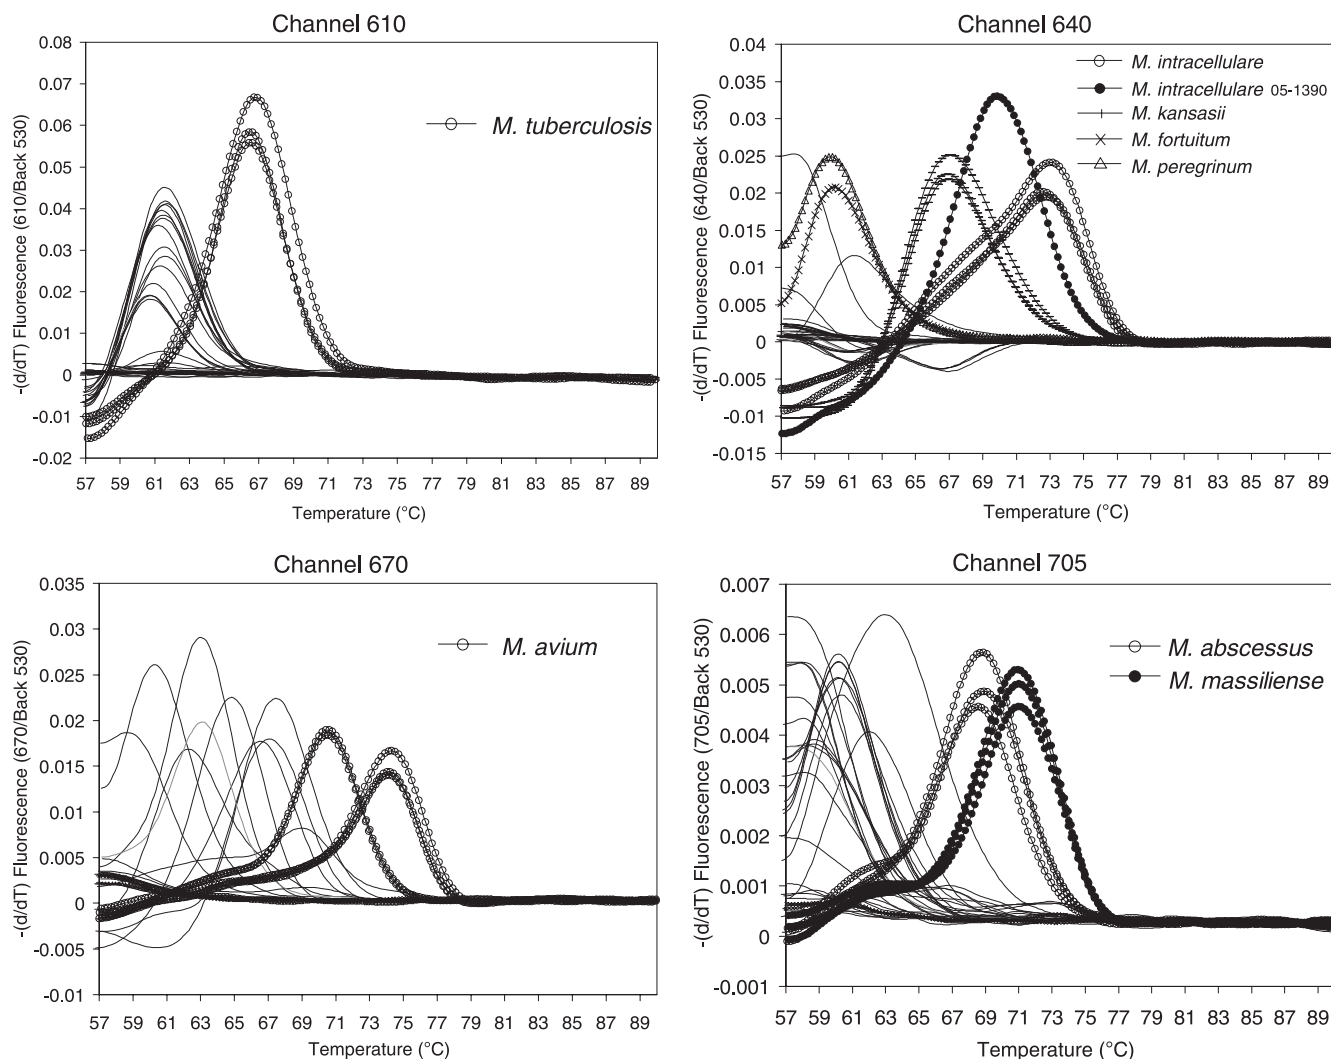 Channel 610
0.08
0.07
0.06
0.05
0.04
0.03
0.02
0.01
0
-0.01
-0.02
-(d/dT) Fluorescence (610/Back 530)
M. tuberculosis
57 59 61 63 65 67 69 71 73 75 77 79 81 83 85 87 89
Temperature (°C)
Channel 640
0.04
0.035
0.03
0.025
0.02
0.015
0.01
0.005
0
-0.005
-0.01
-0.015
-(d/dT) Fluorescence (640/Back 530)
M. intracellulare
M. intracellulare 05-1390
M. kansasii
M. fortuitum
M. peregrinum
57 59 61 63 65 67 69 71 73 75 77 79 81 83 85 87 89
Temperature (°C)
Channel 670
0.035
0.03
0.025
0.02
0.015
0.01
0.005
0
-0.005
-0.01
-(d/dT) Fluorescence (670/Back 530)
M. avium
57 59 61 63 65 67 69 71 73 75 77 79 81 83 85 87 89
Temperature (°C)
Channel 705
0.007
0.006
0.005
0.004
0.003
0.002
0.001
0
-0.001
-(d/dT) Fluorescence (705/Back 530)
M. abscessus
M. massiliense
57 59 61 63 65 67 69 71 73 75 77 79 81 83 85 87 89
Temperature (°C)